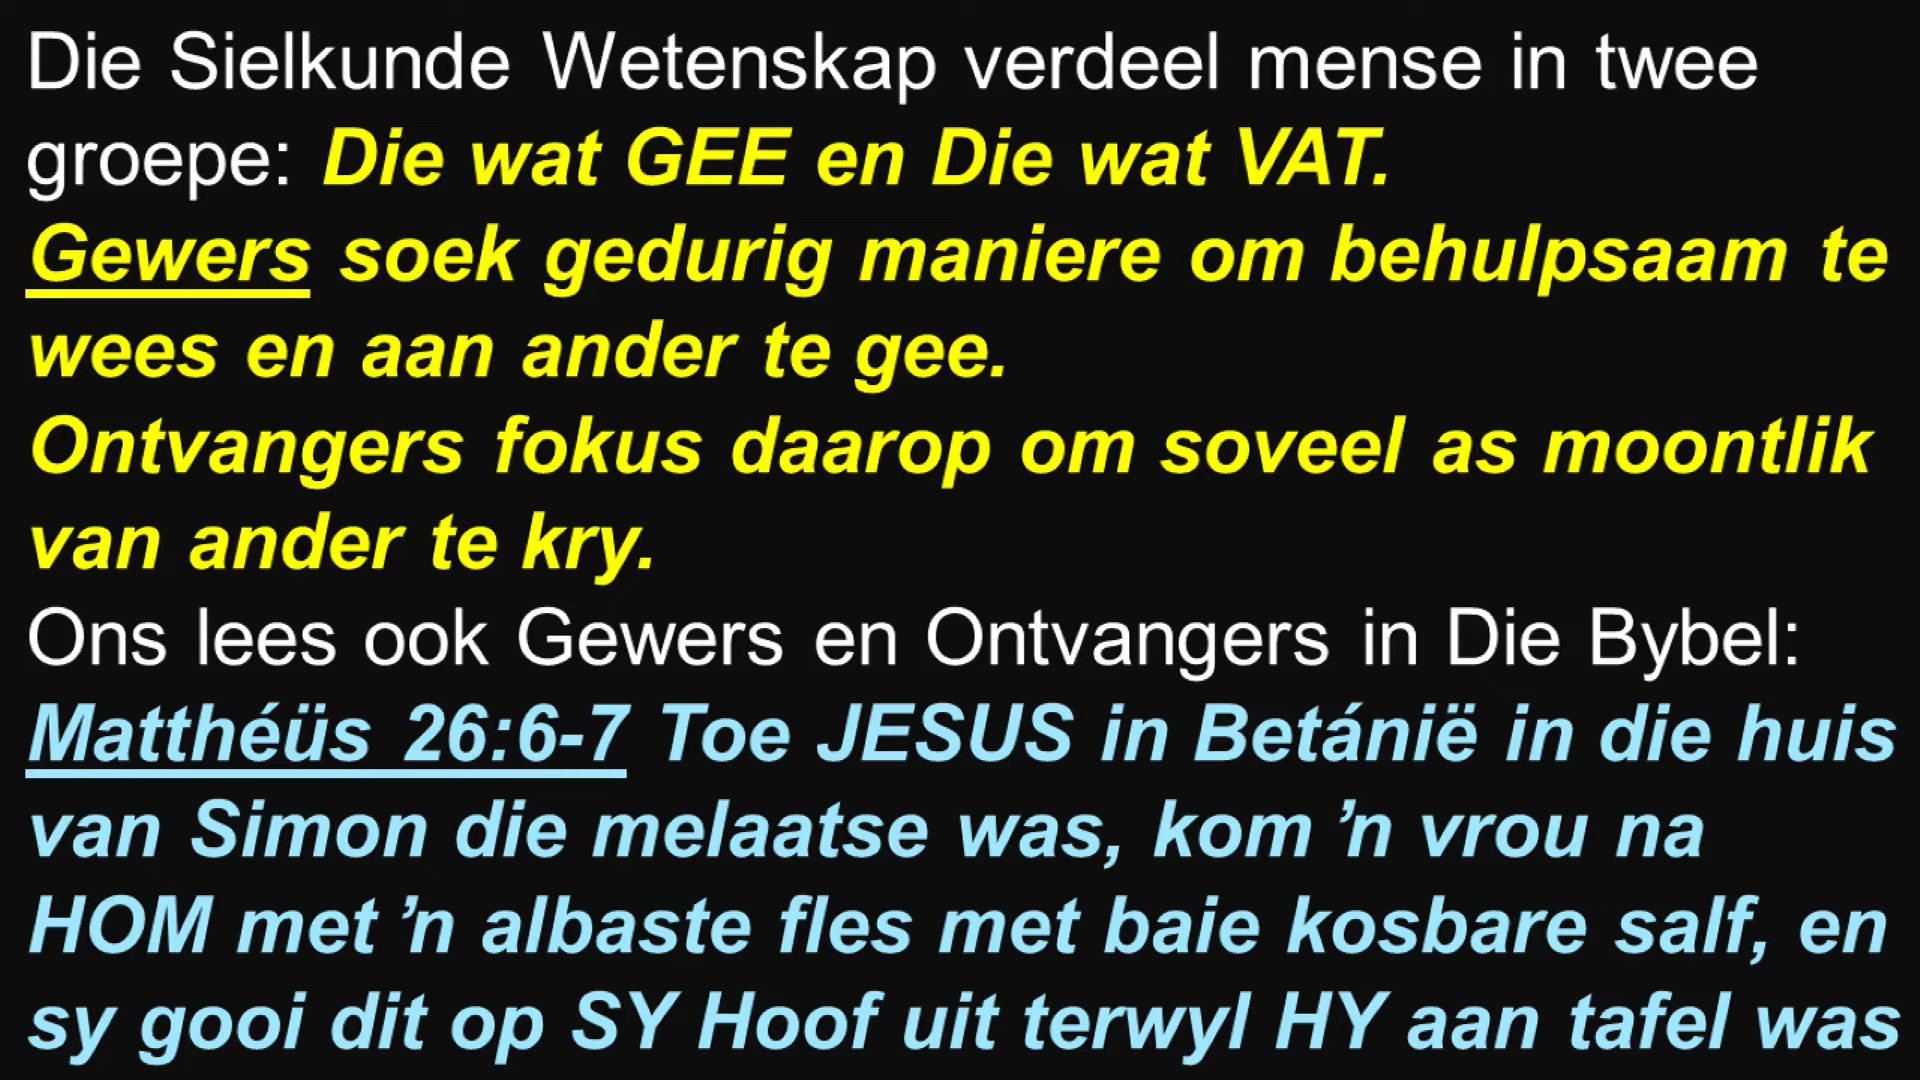 Die Sielkunde Wetenskap verdeel mense in twee
groepe: Die wat GEE en Die wat VAT.
Gewers soek gedurig maniere om behulpsaam te
wees en aan ander te gee.
Ontvangers fokus daarop om soveel as moontlik
van ander te kry.
Ons lees ook Gewers en Ontvangers in Die Bybel:
Matthéüs 26:6-7 Toe JESUS in Betánië in die huis
van Simon die melaatse was, kom ’n vrou na
HOM met ’n albaste fles met baie kosbare salf, en
sy gooi dit op SY Hoof uit terwyl HY aan tafel was